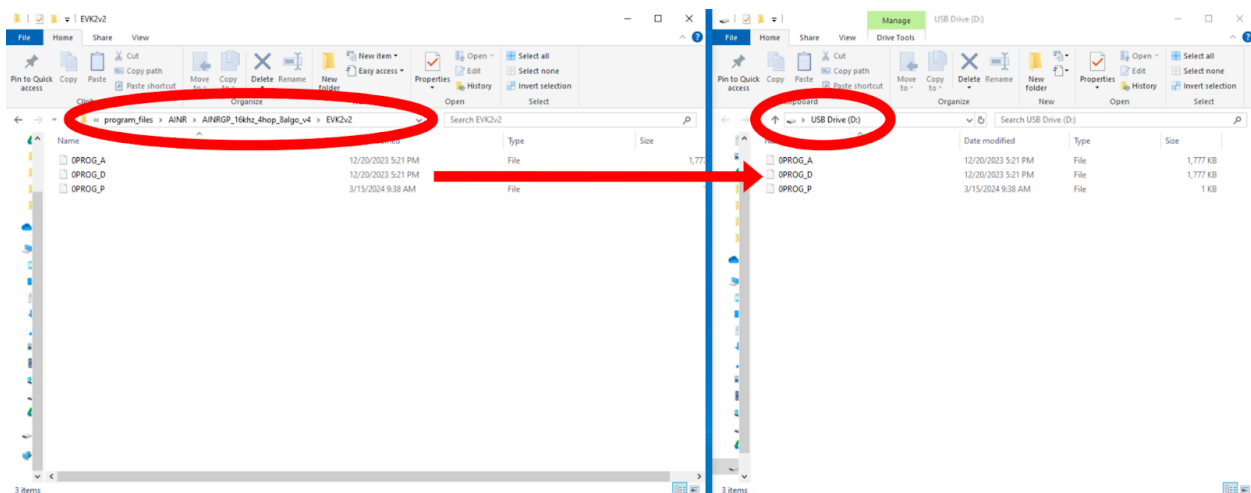 EVK2v2
File Home Share View
Pin to Quick access
Copy
Paste
Cut
Copy path
Paste shortcut
Move to
Copy to
Delete
Rename
New folder
New item
Easy access
Properties
Open
Edit
History
Select all
Select none
Invert selection
Organize
Open
Select
« program_files › AINR › AINRGP_16khz_4hop_8algo_v4 › EVK2v2
Search EVK2v2
Name Type Size
0PROG_A 12/20/2023 5:21 PM File 1,777
0PROG_D 12/20/2023 5:21 PM
0PROG_P 3/15/2024 9:38 AM File
3 items
Manage
USB Drive (D:)
File Home Share View Drive Tools
Pin to Quick access
Copy
Paste
Cut
Copy path
Paste shortcut
Move to
Copy to
Delete
Rename
New folder
Properties
Open
Edit
History
Select all
Select none
Invert selection
Organize
New
Open
Select
› USB Drive (D:)
Search USB Drive (D:)
Date modified Type Size
0PROG_A 12/20/2023 5:21 PM File 1,777 KB
0PROG_D 12/20/2023 5:21 PM File 1,777 KB
0PROG_P 3/15/2024 9:38 AM File 1 KB
3 items